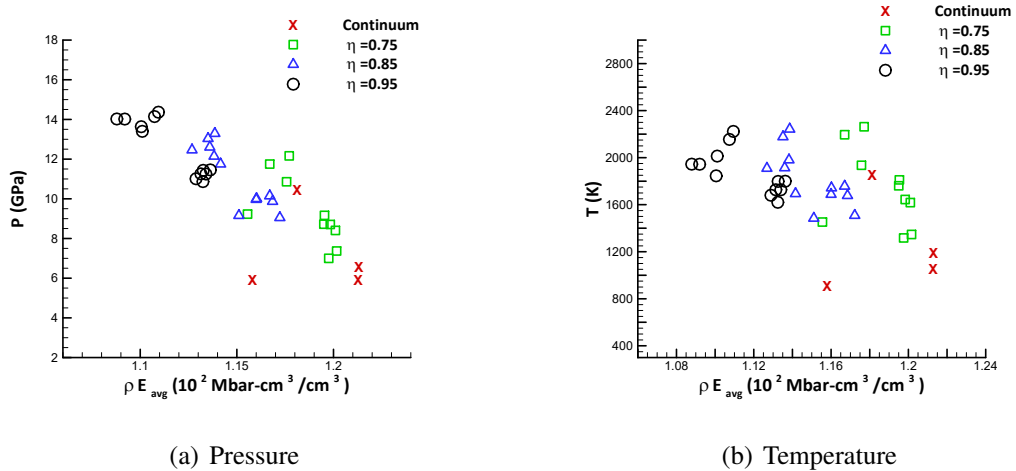 X Continuum
η =0.75
η =0.85
η =0.95
18
16
14
12
10
8
6
4
2
P (GPa)
1.1 1.15 1.2
ρ E avg (10 2 Mbar-cm 3 /cm 3 )
(a) Pressure
X Continuum
η =0.75
η =0.85
η =0.95
2800
2400
2000
1600
1200
800
400
T (K)
1.08 1.12 1.16 1.2 1.24
ρ E avg (10 2 Mbar-cm 3 /cm 3 )
(b) Temperature